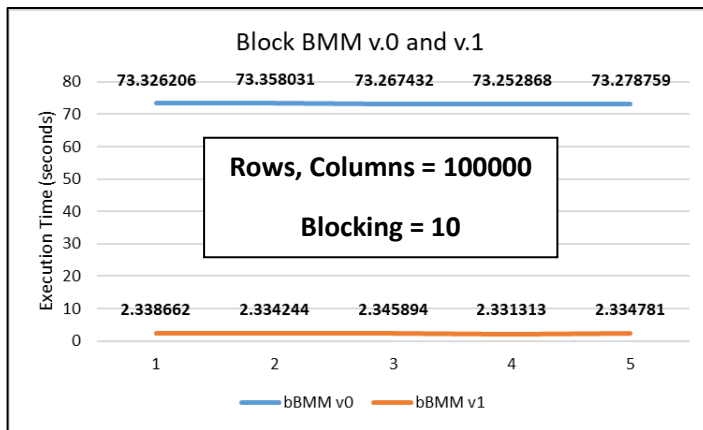 Block BMM v.0 and v.1
Execution Time (seconds)
80
70
60
50
40
30
20
10
0
73.326206 73.358031 73.267432 73.252868 73.278759
Rows, Columns = 100000
Blocking = 10
2.338662 2.334244 2.345894 2.331313 2.334781
1 2 3 4 5
bBMM v0 bBMM v1